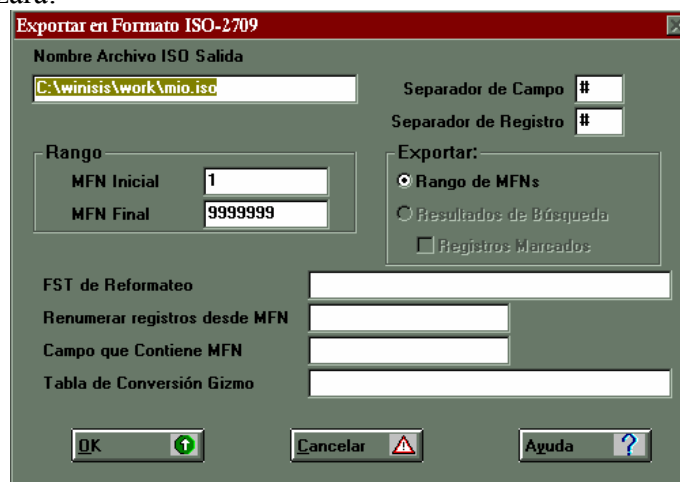 Exportar en Formato ISO-2709
Nombre Archivo ISO Salida
C:\winisis\work\mio.iso
Separador de Campo #
Separador de Registro #
Rango
MFN Inicial 1
MFN Final 9999999
Exportar:
Rango de MFNs
Resultados de Búsqueda
Registros Marcados
FST de Reformateo
Renumerar registros desde MFN
Campo que Contiene MFN
Tabla de Conversión Gizmo
OK
Cancelar
Ayuda ?